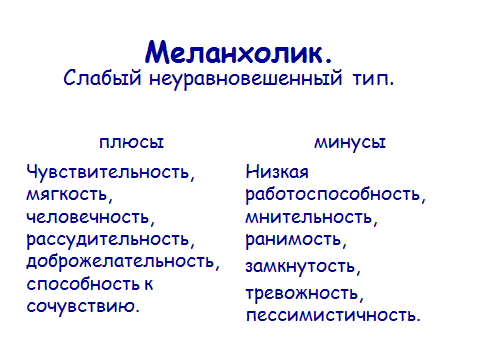 Меланхолик.
Слабый неуравновешенный тип.
плюсы
Чувствительность,
мягкость,
человечность,
рассудительность,
доброжелательность,
способность к
сочувствию.
минусы
Низкая
работоспособность,
мнительность,
ранимость,
замкнутость,
тревожность,
пессимистичность.